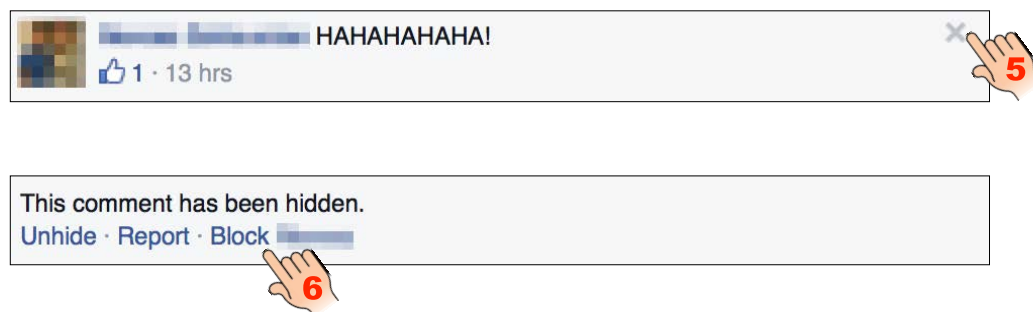 HAHAHAHAHA!
1 · 13 hrs
5
This comment has been hidden.
Unhide · Report · Block
6